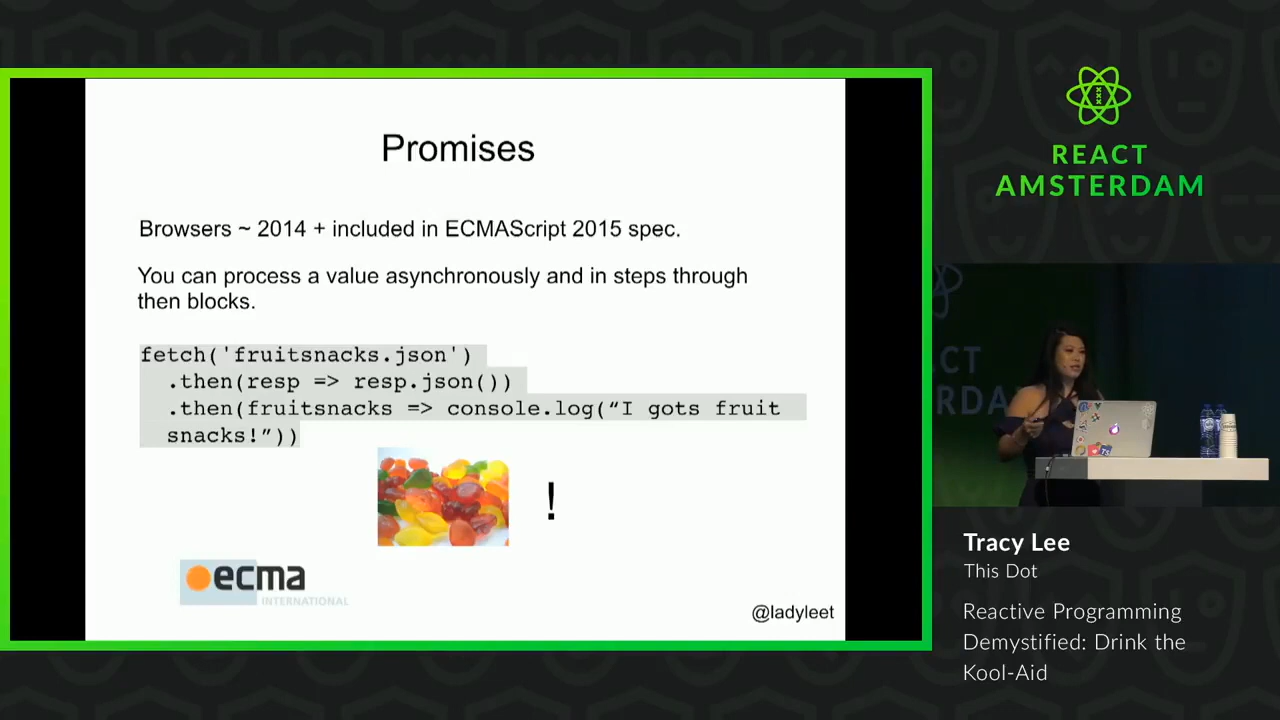 Promises
Browsers ~ 2014 + included in ECMAScript 2015 spec.
You can process a value asynchronously and in steps through
then blocks.
fetch('fruitsnacks.json')
.then(resp => resp.json())
.then(fruitsnacks => console.log(“I gots fruit
snacks!”))
!
ecma
INTERNATIONAL
@ladyleet
REACT
AMSTERDAM
Tracy Lee
This Dot
Reactive Programming
Demystified: Drink the
Kool-Aid